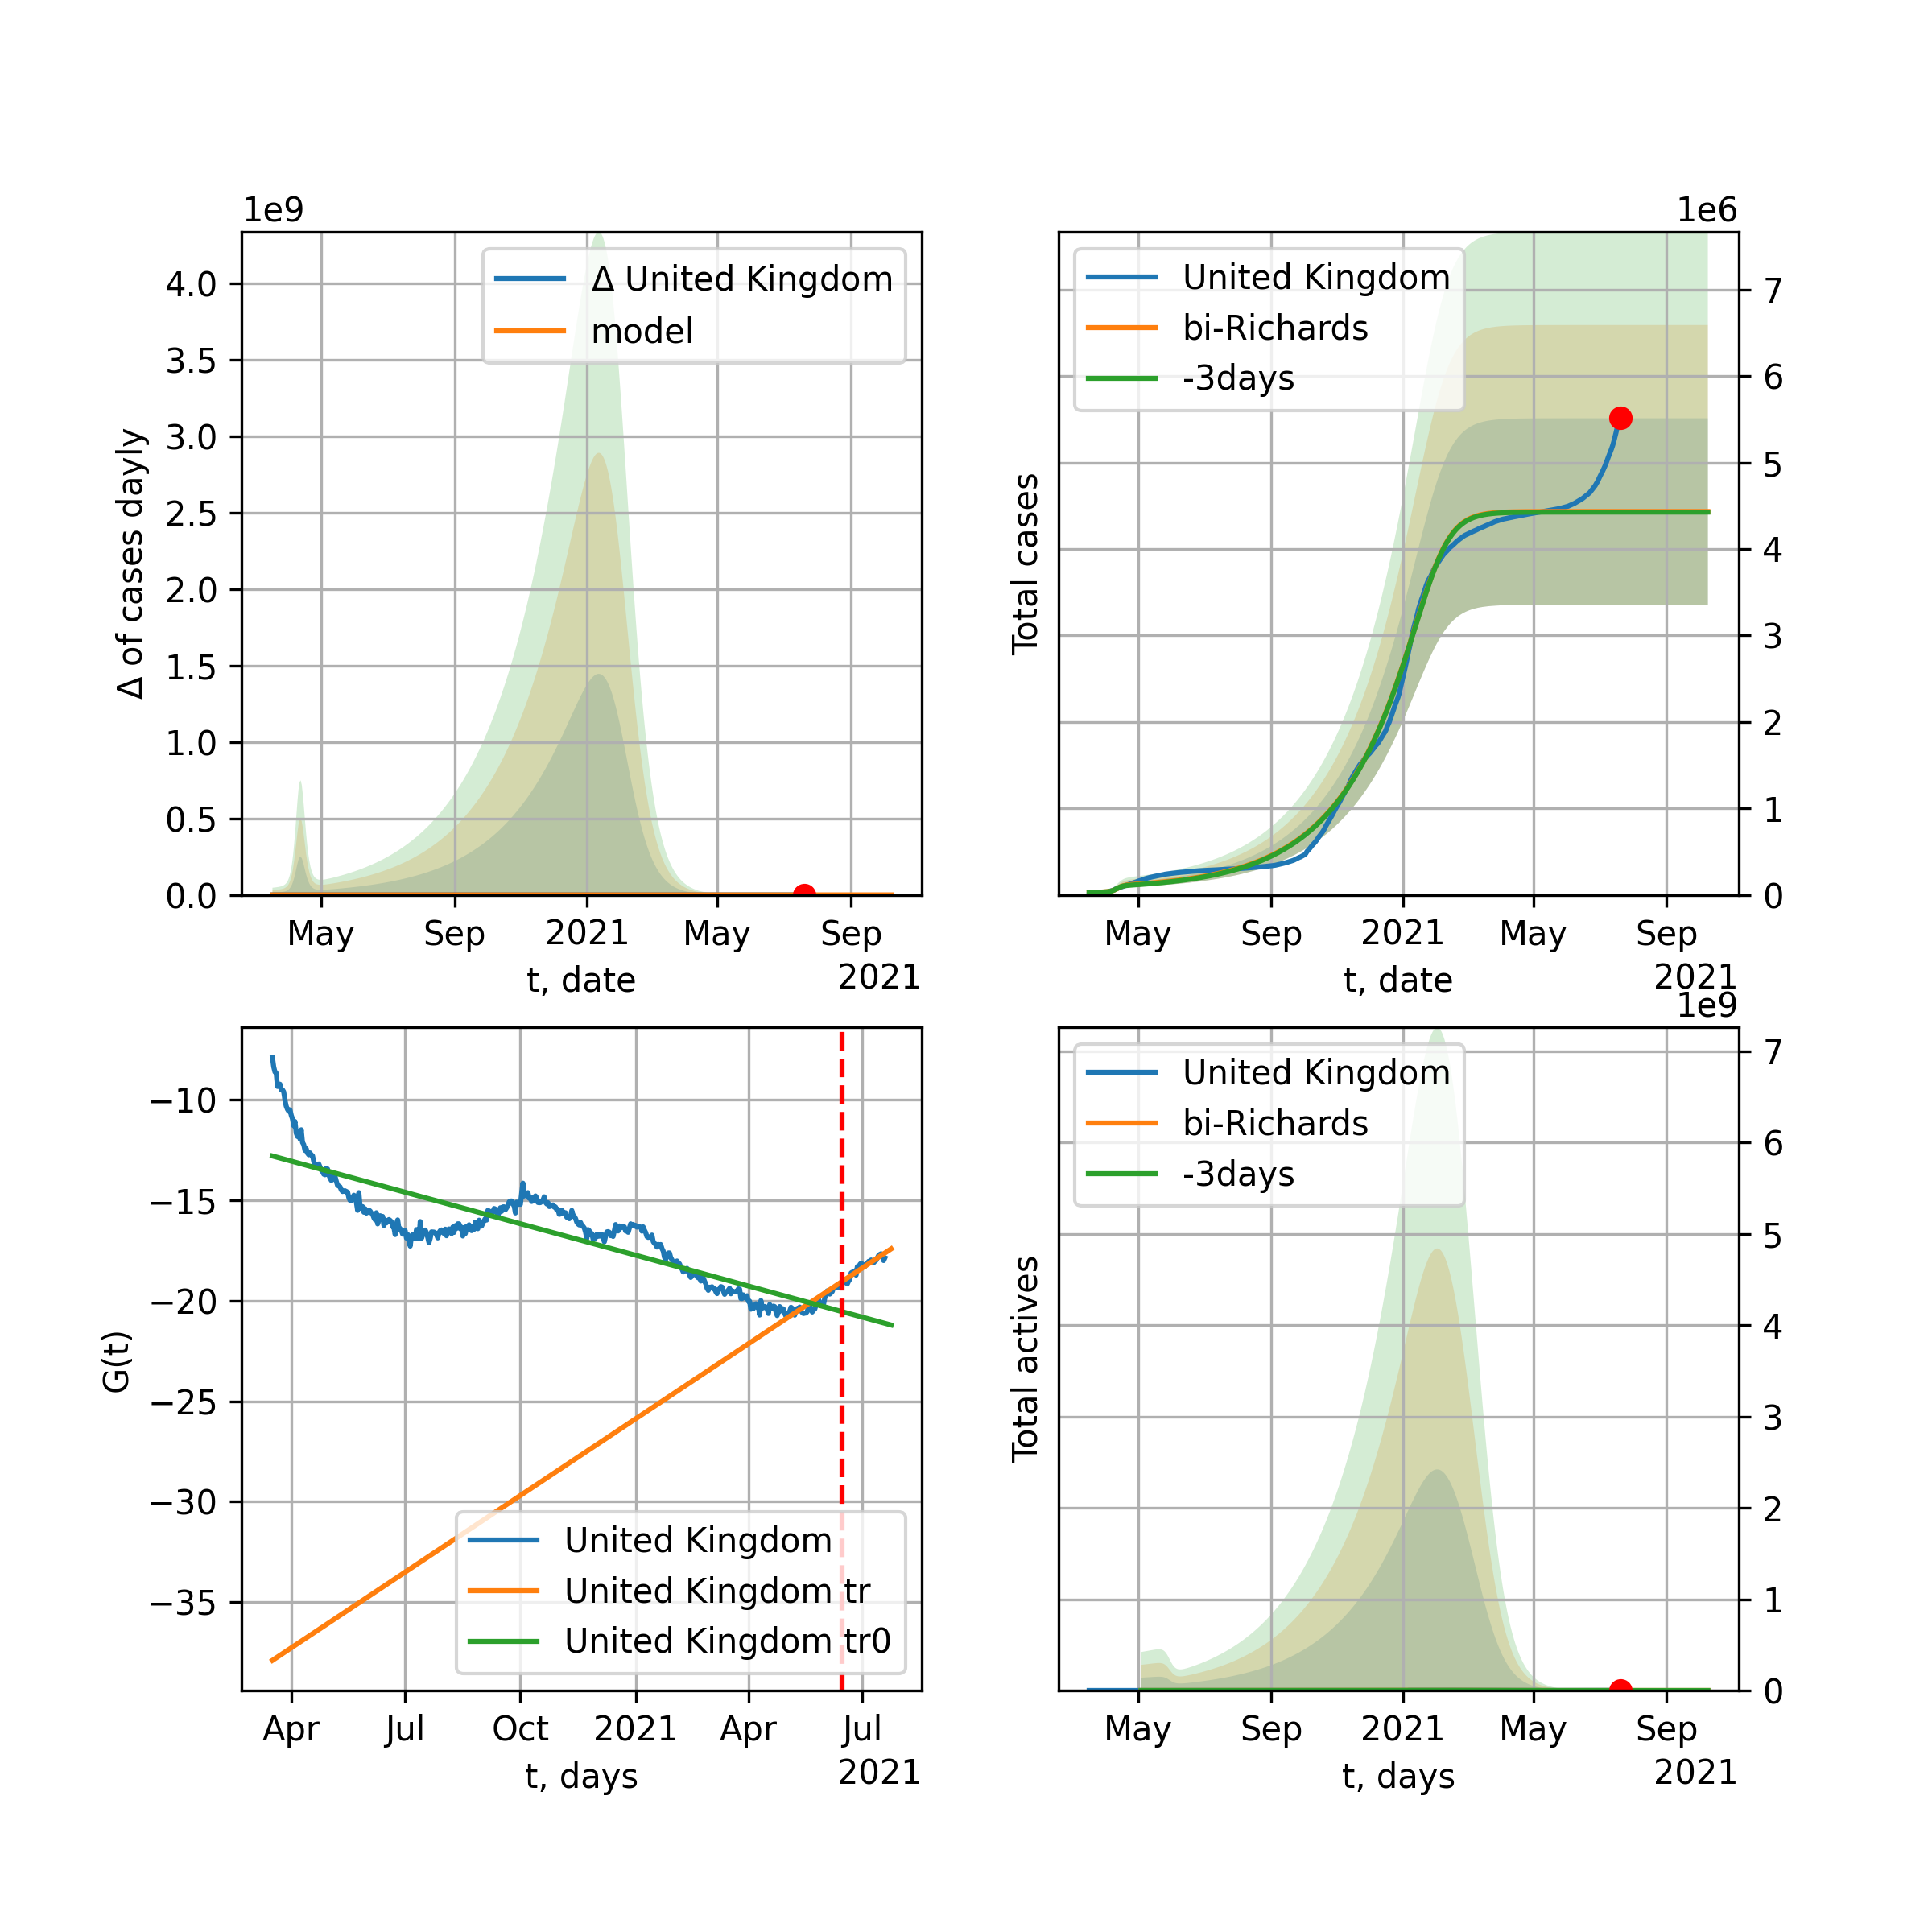 1e9
Δ of cases dayly
4.0
3.5
3.0
2.5
2.0
1.5
1.0
0.5
0.0
Δ United Kingdom
model
May Sep 2021 May Sep
t, date
2021
1e6
Total cases
United Kingdom
bi-Richards
-3days
7
6
5
4
3
2
1
0
May Sep 2021 May Sep
t, date
2021
G(t)
−10
−15
−20
−25
−30
−35
United Kingdom
United Kingdom tr
United Kingdom tr0
Apr Jul Oct 2021 Apr Jul
t, days
2021
1e9
Total actives
United Kingdom
bi-Richards
-3days
7
6
5
4
3
2
1
0
May Sep 2021 May Sep
t, days
2021